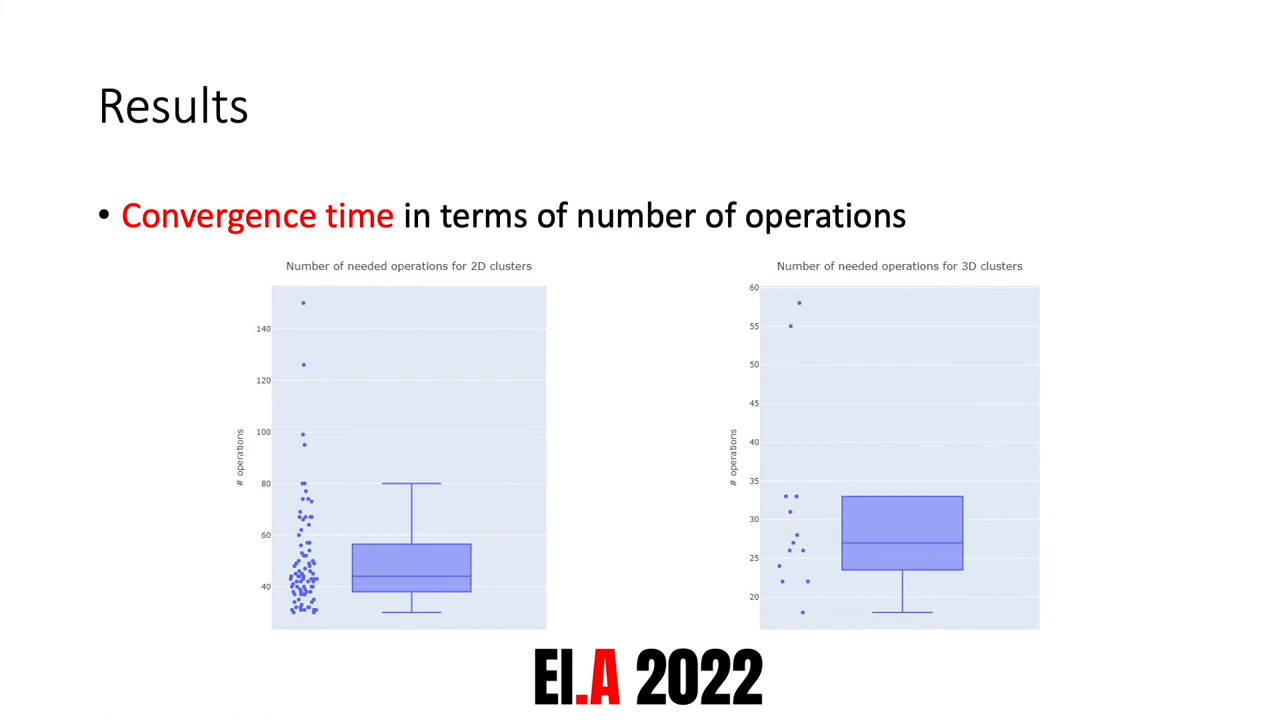 Results
• Convergence time in terms of number of operations
Number of needed operations for 2D clusters
# operations
140
120
100
80
60
40
Number of needed operations for 3D clusters
# operations
60
55
50
45
40
35
30
25
20
EI.A 2022